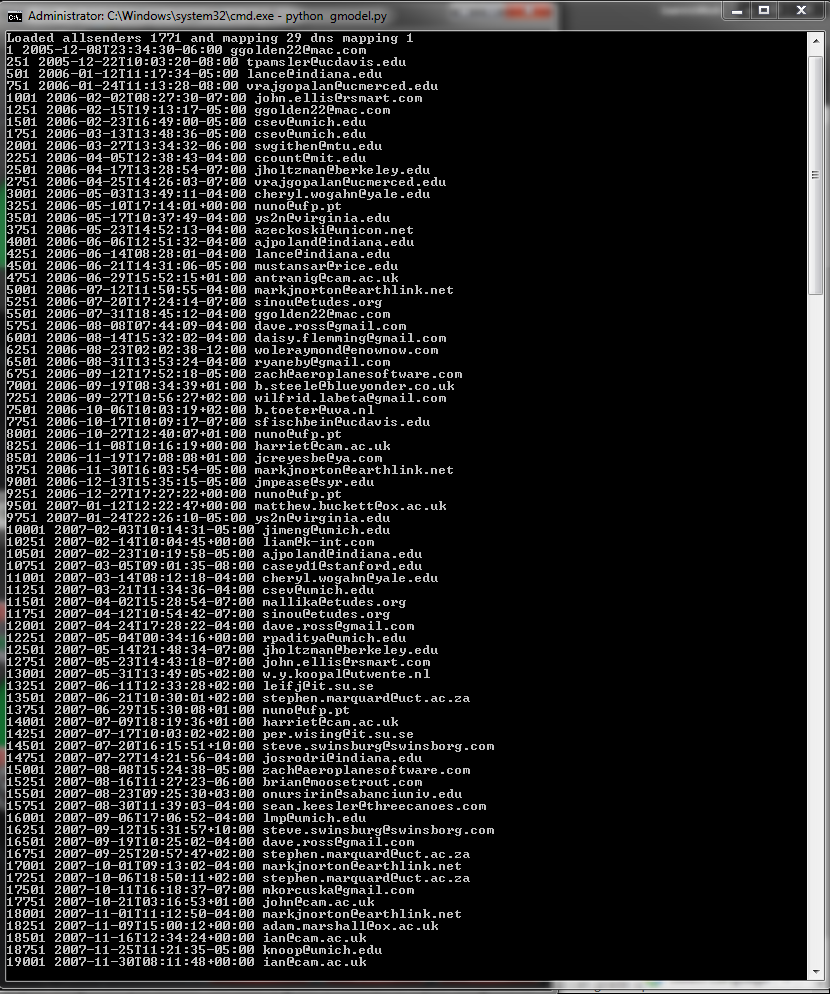 Administrator: C:\Windows\system32\cmd.exe - python  gmodel.py
Loaded allsenders 1771 and mapping 29 dns mapping 1
1 2005-12-08T23:34:30-06:00 ggolden22@mac.com
251 2005-12-22T10:03:20-08:00 tpamsler@ucdavis.edu
501 2006-01-12T11:17:34-05:00 lance@indiana.edu
751 2006-01-24T11:13:28-08:00 vrajgopalan@ucmerced.edu
1001 2006-02-02T08:27:30-07:00 john.ellis@rsmart.com
1251 2006-02-15T19:13:17-05:00 ggolden22@mac.com
1501 2006-02-23T16:49:00-05:00 csev@umich.edu
1751 2006-03-13T13:48:36-05:00 csev@umich.edu
2001 2006-03-27T13:34:32-06:00 swgithen@mtu.edu
2251 2006-04-05T12:38:43-04:00 ccount@mit.edu
2501 2006-04-17T13:28:54-07:00 jholtzman@berkeley.edu
2751 2006-04-25T14:26:03-07:00 vrajgopalan@ucmerced.edu
3001 2006-05-03T13:49:11-04:00 cheryl.wogahn@yale.edu
3251 2006-05-10T17:14:01+00:00 nuno@ufp.pt
3501 2006-05-17T10:37:49-04:00 ys2n@virginia.edu
3751 2006-05-23T14:52:13-04:00 azeckoski@unicon.net
4001 2006-06-06T12:51:32-04:00 ajpoland@indiana.edu
4251 2006-06-14T08:28:01-04:00 lance@indiana.edu
4501 2006-06-21T14:31:06-05:00 mustansar@rice.edu
4751 2006-06-29T15:52:15+01:00 antranig@cam.ac.uk
5001 2006-07-12T11:50:55-04:00 markjnorton@earthlink.net
5251 2006-07-20T17:24:14-07:00 sinou@etudes.org
5501 2006-07-31T18:45:12-04:00 ggolden22@mac.com
5751 2006-08-08T07:44:09-04:00 dave.ross@gmail.com
6001 2006-08-14T15:32:02-04:00 daisy.flemming@gmail.com
6251 2006-08-23T02:02:38-12:00 woleraymond@enownow.com
6501 2006-08-31T13:53:24-04:00 ryaneby@gmail.com
6751 2006-09-12T17:52:18-05:00 zach@aeroplanesoftware.com
7001 2006-09-19T08:34:39+01:00 b.steele@blueyonder.co.uk
7251 2006-09-27T10:56:27+02:00 wilfrid.labeta@gmail.com
7501 2006-10-06T10:03:19+02:00 b.toeter@uva.nl
7751 2006-10-17T10:09:17-07:00 sfischbein@ucdavis.edu
8001 2006-10-27T12:40:07+01:00 nuno@ufp.pt
8251 2006-11-08T10:16:19+00:00 harriet@cam.ac.uk
8501 2006-11-19T17:08:08+01:00 jcreyesbe@ya.com
8751 2006-11-30T16:03:54-05:00 markjnorton@earthlink.net
9001 2006-12-13T15:35:15-05:00 jmpease@syr.edu
9251 2006-12-27T17:27:22+00:00 nuno@ufp.pt
9501 2007-01-12T12:22:47+00:00 matthew.buckett@ox.ac.uk
9751 2007-01-24T22:26:10-05:00 ys2n@virginia.edu
10001 2007-02-03T10:14:31-05:00 jimeng@umich.edu
10251 2007-02-14T10:04:45+00:00 liam@k-int.com
10501 2007-02-23T10:19:58-05:00 ajpoland@indiana.edu
10751 2007-03-05T09:01:35-08:00 caseyd1@stanford.edu
11001 2007-03-14T08:12:18-04:00 cheryl.wogahn@yale.edu
11251 2007-03-21T11:34:36-04:00 csev@umich.edu
11501 2007-04-02T15:28:54-07:00 mallika@etudes.org
11751 2007-04-12T10:54:42-07:00 sinou@etudes.org
12001 2007-04-24T17:28:22-04:00 dave.ross@gmail.com
12251 2007-05-04T00:34:16+00:00 rpaditya@umich.edu
12501 2007-05-14T21:48:34-07:00 jholtzman@berkeley.edu
12751 2007-05-23T14:43:18-07:00 john.ellis@rsmart.com
13001 2007-05-31T13:49:05+02:00 w.y.koopal@utwente.nl
13251 2007-06-11T12:33:28+02:00 leifj@it.su.se
13501 2007-06-21T10:30:01+02:00 stephen.marquard@uct.ac.za
13751 2007-06-29T15:30:08+01:00 nuno@ufp.pt
14001 2007-07-09T18:19:36+01:00 harriet@cam.ac.uk
14251 2007-07-17T10:03:02+02:00 per.wising@it.su.se
14501 2007-07-20T16:15:51+10:00 steve.swinsburg@swinsborg.com
14751 2007-07-27T14:21:56-04:00 josrodri@indiana.edu
15001 2007-08-08T15:24:38-05:00 zach@aeroplanesoftware.com
15251 2007-08-16T11:27:23-06:00 brian@moosetrout.com
15501 2007-08-23T09:25:30+03:00 onursirin@sabanciuniv.edu
15751 2007-08-30T11:39:03-04:00 sean.keesler@threecanoes.com
16001 2007-09-06T17:06:52-04:00 lmp@umich.edu
16251 2007-09-12T15:31:57+10:00 steve.swinsburg@swinsborg.com
16501 2007-09-19T10:25:02-04:00 dave.ross@gmail.com
16751 2007-09-25T20:57:47+02:00 stephen.marquard@uct.ac.za
17001 2007-10-01T09:13:02-04:00 markjnorton@earthlink.net
17251 2007-10-06T18:50:11+02:00 stephen.marquard@uct.ac.za
17501 2007-10-11T16:18:37-07:00 mkorcuska@gmail.com
17751 2007-10-21T03:16:53+01:00 john@cam.ac.uk
18001 2007-11-01T11:12:50-04:00 markjnorton@earthlink.net
18251 2007-11-09T15:00:12+00:00 adam.marshall@ox.ac.uk
18501 2007-11-16T12:34:24+00:00 ian@cam.ac.uk
18751 2007-11-25T11:21:35-05:00 knoop@umich.edu
19001 2007-11-30T08:11:48+00:00 ian@cam.ac.uk